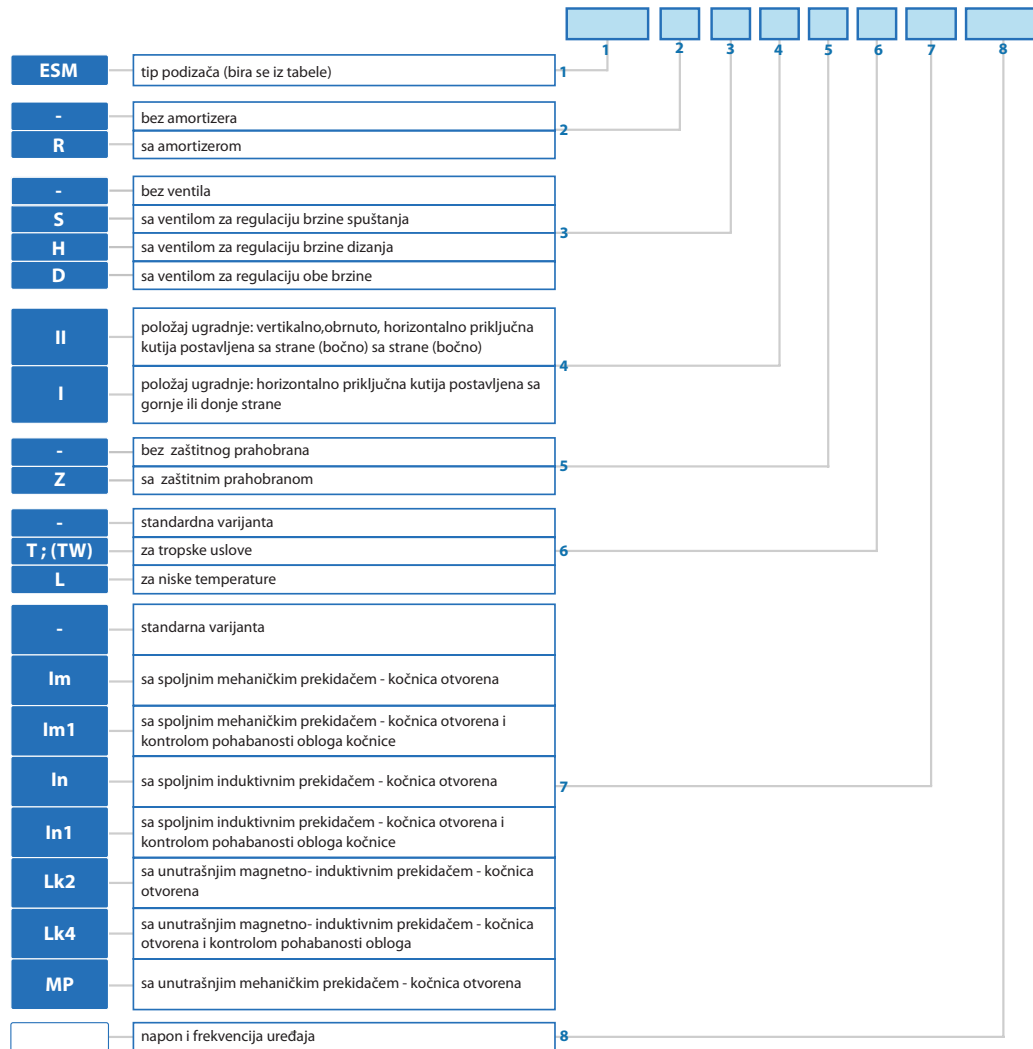 1 2 3 4 5 6 7 8
ESM
tip podizača (bira se iz tabele)
1
-
bez amortizera
2
R
sa amortizerom
-
bez ventila
S
sa ventilom za regulaciju brzine spuštanja
3
H
sa ventilom za regulaciju brzine dizanja
D
sa ventilom za regulaciju obe brzine
II
položaj ugradnje: vertikalno,obrnuto, horizontalno priključna
kutija postavljena sa strane (bočno) sa strane (bočno)
4
I
položaj ugradnje: horizontalno priključna kutija postavljena sa
gornje ili donje strane
-
bez zaštitnog prahobrana
5
Z
sa zaštitnim prahobranom
-
standardna varijanta
T ; (TW)
za tropske uslove
6
L
za niske temperature
-
standarna varijanta
Im
sa spoljnim mehaničkim prekidačem - kočnica otvorena
Im1
sa spoljnim mehaničkim prekidačem - kočnica otvorena i
kontrolom pohabanosti obloga kočnice
In
sa spoljnim induktivnim prekidačem - kočnica otvorena
7
In1
sa spoljnim induktivnim prekidačem - kočnica otvorena i
kontrolom pohabanosti obloga kočnice
Lk2
sa unutrašnjim magnetno- induktivnim prekidačem - kočnica
otvorena
Lk4
sa unutrašnjim magnetno- induktivnim prekidačem - kočnica
otvorena i kontrolom pohabanosti obloga
MP
sa unutrašnjim mehaničkim prekidačem - kočnica otvorena
napon i frekvencija uređaja
8